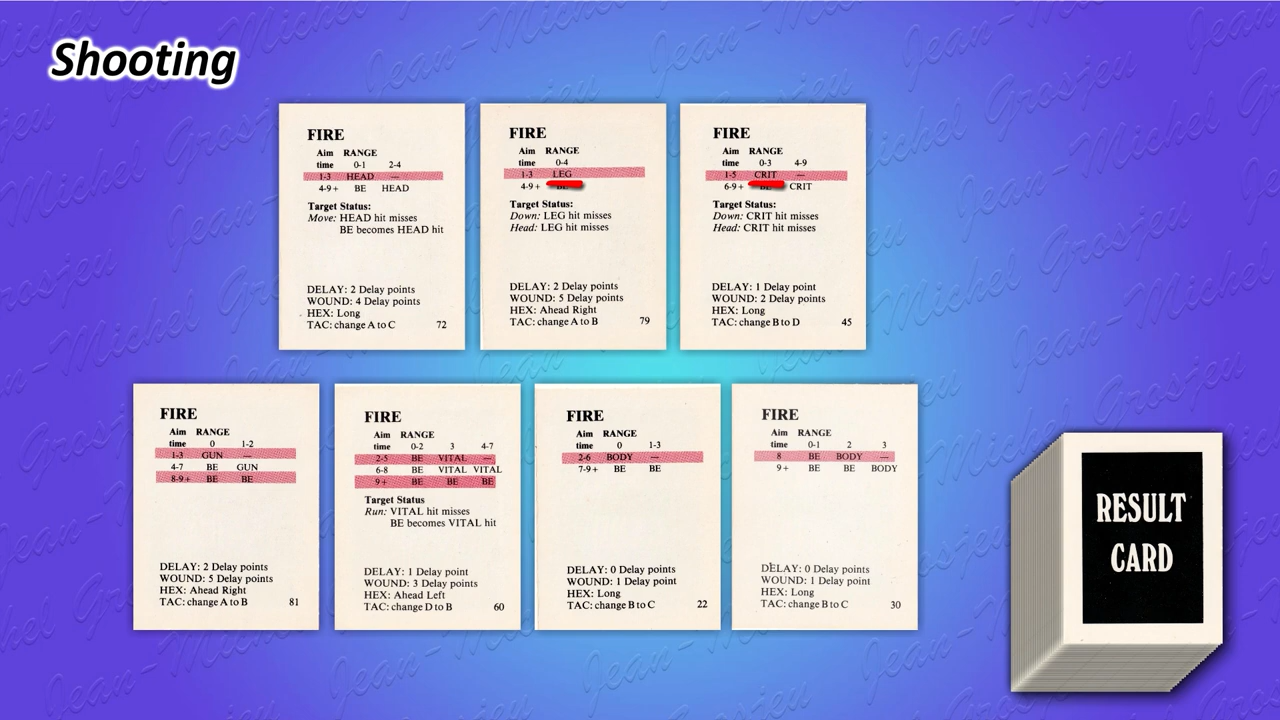 Shooting
FIRE
Aim RANGE
time 0-1 2-4
1-3 HEAD —
4-9+ BE HEAD
Target Status:
Move: HEAD hit misses
BE becomes HEAD hit
DELAY: 2 Delay points
WOUND: 4 Delay points
HEX: Long
TAC: change A to C 72
FIRE
Aim RANGE
time 0-4
1-3 LEG
4-9+
Target Status:
Down: LEG hit misses
Head: LEG hit misses
DELAY: 2 Delay points
WOUND: 5 Delay points
HEX: Ahead Right
TAC: change A to B 79
FIRE
Aim RANGE
time 0-3 4-9
1-5 CRIT —
6-9+ CRIT
Target Status:
Down: CRIT hit misses
Head: CRIT hit misses
DELAY: 1 Delay point
WOUND: 2 Delay points
HEX: Long
TAC: change B to D 45
FIRE
Aim RANGE
time 0 1-2
1-3 GUN —
4-7 BE GUN
8-9+ BE BE
DELAY: 2 Delay points
WOUND: 5 Delay points
HEX: Ahead Right
TAC: change A to B 81
FIRE
Aim RANGE
time 0-2 3 4-7
2-5 BE VITAL —
6-8 BE VITAL VITAL
9+ BE BE BE
Target Status
Run: VITAL hit misses
BE becomes VITAL hit
DELAY: 1 Delay point
WOUND: 3 Delay points
HEX: Ahead Left
TAC: change D to B 60
FIRE
Aim RANGE
time 0 1-3
2-6 BODY —
7-9+ BE BE
DELAY: 0 Delay points
WOUND: 1 Delay point
HEX: Long
TAC: change B to C 22
FIRE
Aim RANGE
time 0-1 2 3
8 BE BODY —
9+ BE BE BODY
DELAY: 0 Delay points
WOUND: 1 Delay point
HEX: Long
TAC: change B to C 30
RESULT
CARD
Jean-Michel Grosjeu